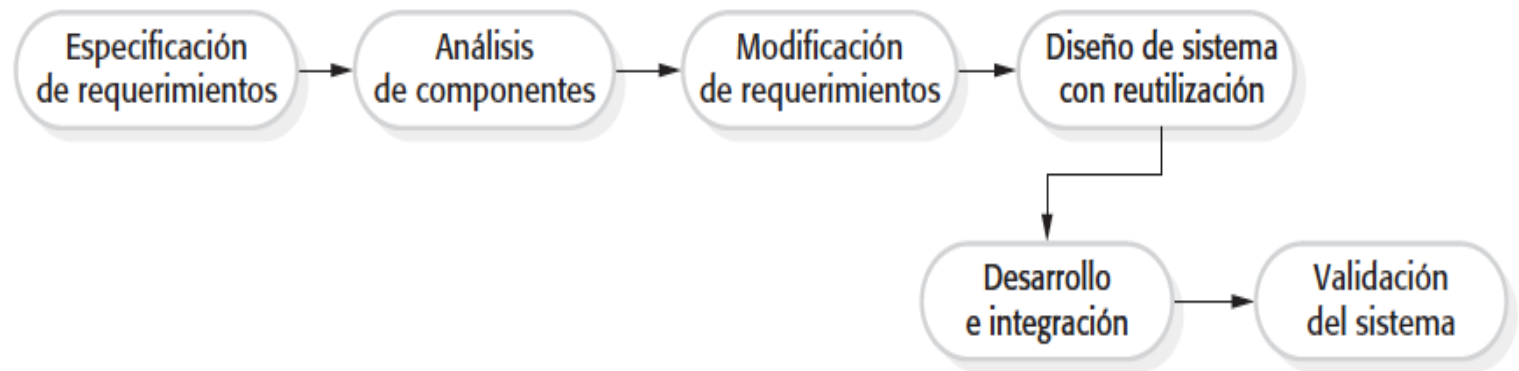 Especificación
de requerimientos
Análisis
de componentes
Modificación
de requerimientos
Diseño de sistema
con reutilización
Desarrollo
e integración
Validación
del sistema